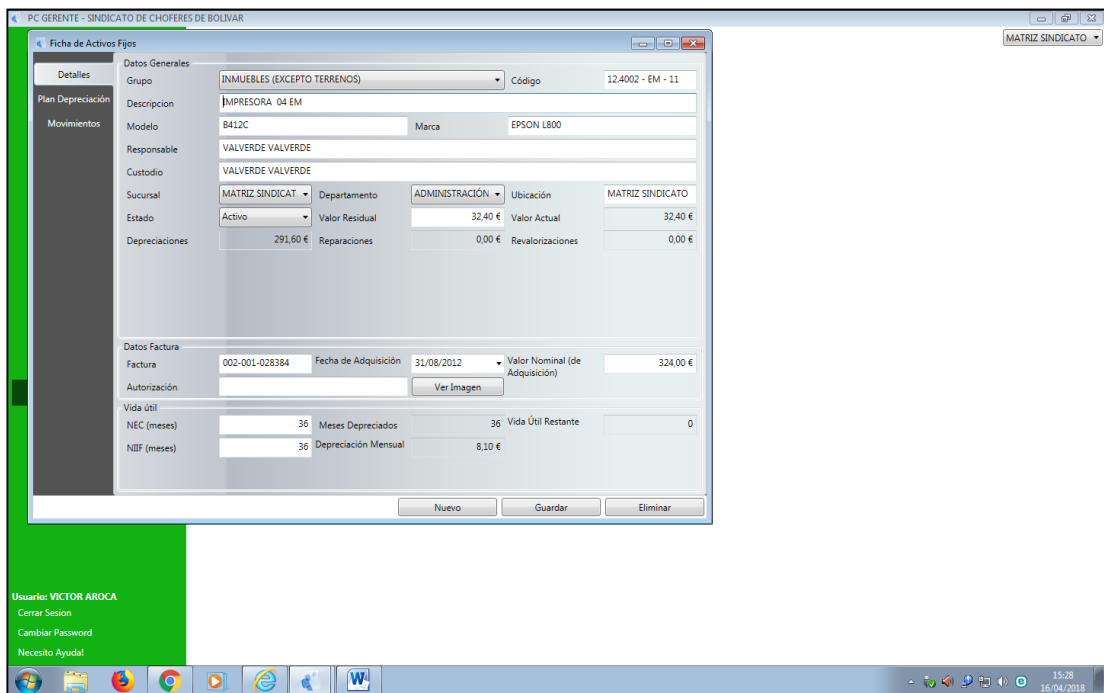 PC GERENTE - SINDICATO DE CHOFERES DE BOLIVAR
MATRIZ SINDICATO
Ficha de Activos Fijos
Detalles
Plan Depreciación
Movimientos
Datos Generales
Grupo INMUEBLES (EXCEPTO TERRENOS) Código 12.4002 - EM - 11
Descripcion IMPRESORA 04 EM
Modelo B412C Marca EPSON L800
Responsable VALVERDE VALVERDE
Custodio VALVERDE VALVERDE
Sucursal MATRIZ SINDICAT Departamento ADMINISTRACIÓN Ubicación MATRIZ SINDICATO
Estado Activo Valor Residual 32,40 € Valor Actual 32,40 €
Depreciaciones 291,60 € Reparaciones 0,00 € Revalorizaciones 0,00 €
Datos Factura
Factura 002-001-028384 Fecha de Adquisición 31/08/2012 Valor Nominal (de
Adquisición) 324,00 €
Autorización Ver Imagen
Vida útil
NEC (meses) 36 Meses Depreciados 36 Vida Útil Restante 0
NIIF (meses) 36 Depreciación Mensual 8,10 €
Nuevo Guardar Eliminar
Usuario: VICTOR AROCA
Cerrar Sesion
Cambiar Password
Necesito Ayuda!
15:28
16/04/2018